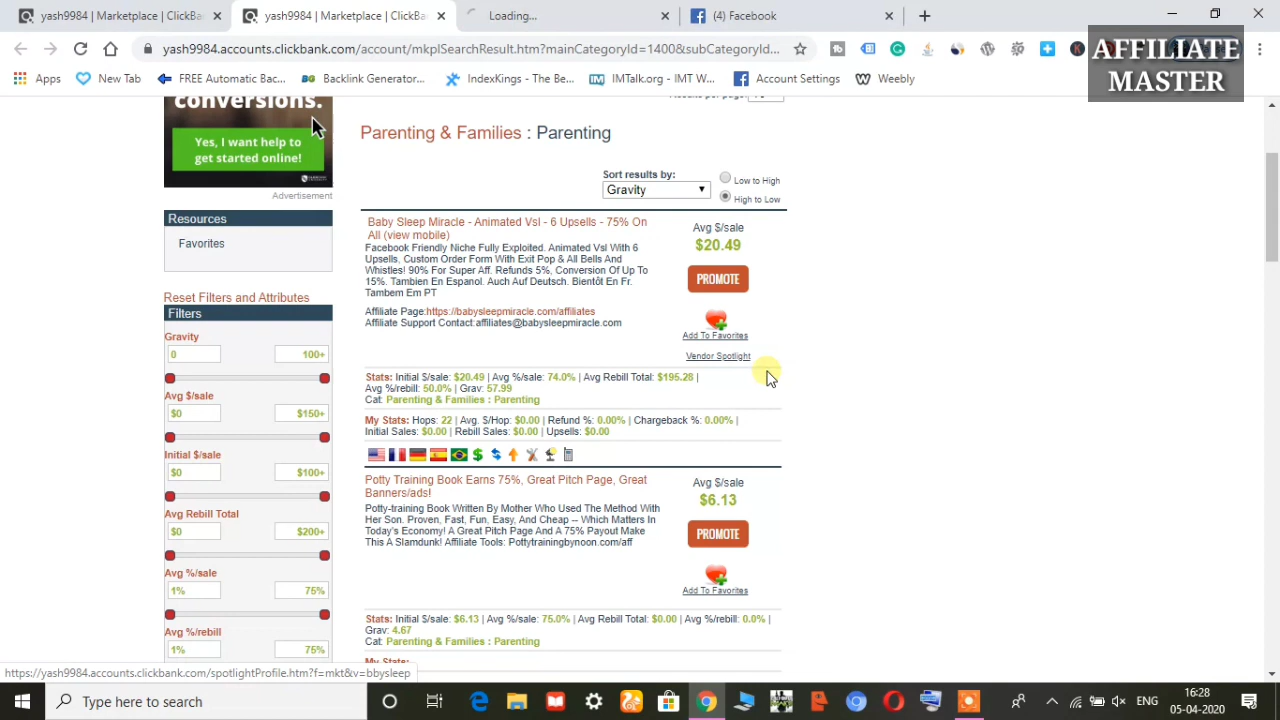 yash9984 | Marketplace | ClickB
yash9984 | Marketplace | ClickB
Loading...
(4) Facebook
yash9984.accounts.clickbank.com/account/mkplSearchResult.htm?mainCategoryId=1400&subCategoryId...
AFFILIATE
MASTER
Apps
New Tab
FREE Automatic Bac...
Backlink Generator...
IndexKings - The Be...
IMTalk.org - IMT W...
Account Settings
Weebly
conversions.
Results per page:
Yes, I want help to
get started online!
Advertisement
Parenting & Families : Parenting
Sort results by:
Gravity
Low to High
High to Low
Resources
Favorites
Reset Filters and Attributes
Filters
Gravity
0 100+
Avg $/sale
$0 $150+
Initial $/sale
$0 $100+
Avg Rebill Total
$0 $200+
Avg %/sale
1% 75%
Avg %/rebill
1% 75%
Baby Sleep Miracle - Animated Vsl - 6 Upsells - 75% On
All (view mobile)
Facebook Friendly Niche Fully Exploited. Animated Vsl With 6
Upsells, Custom Order Form With Exit Pop & All Bells And
Whistles! 90% For Super Aff. Refunds 5%, Conversion Of Up To
15%. Tambien En Espanol. Auch Auf Deutsch. Bientôt En Fr.
Tambem Em PT
Affiliate Page:https://babysleepmiracle.com/affiliates
Affiliate Support Contact:affiliates@babysleepmiracle.com
Avg $/sale
$20.49
PROMOTE
Add To Favorites
Vendor Spotlight
Stats: Initial $/sale: $20.49 | Avg %/sale: 74.0% | Avg Rebill Total: $195.28 |
Avg %/rebill: 50.0% | Grav: 57.99
Cat: Parenting & Families : Parenting
My Stats: Hops: 22 | Avg. $/Hop: $0.00 | Refund %: 0.00% | Chargeback %: 0.00% |
Initial Sales: $0.00 | Rebill Sales: $0.00 | Upsells: $0.00
Potty Training Book Earns 75%, Great Pitch Page, Great
Banners/ads!
Potty-training Book Written By Mother Who Used The Method With
Her Son. Proven, Fast, Fun, Easy, And Cheap -- Which Matters In
Today's Economy! A Great Pitch Page And A 75% Payout Make
This A Slamdunk! Affiliate Tools: Pottytrainingbynoon.com/aff
Avg $/sale
$6.13
PROMOTE
Add To Favorites
Stats: Initial $/sale: $6.13 | Avg %/sale: 75.0% | Avg Rebill Total: $0.00 | Avg %/rebill: 0.0% |
Grav: 4.67
Cat: Parenting & Families : Parenting
My Stats:
https://yash9984.accounts.clickbank.com/spotlightProfile.htm?f=mkt&v=bbysleep
Type here to search
ENG
16:28
05-04-2020